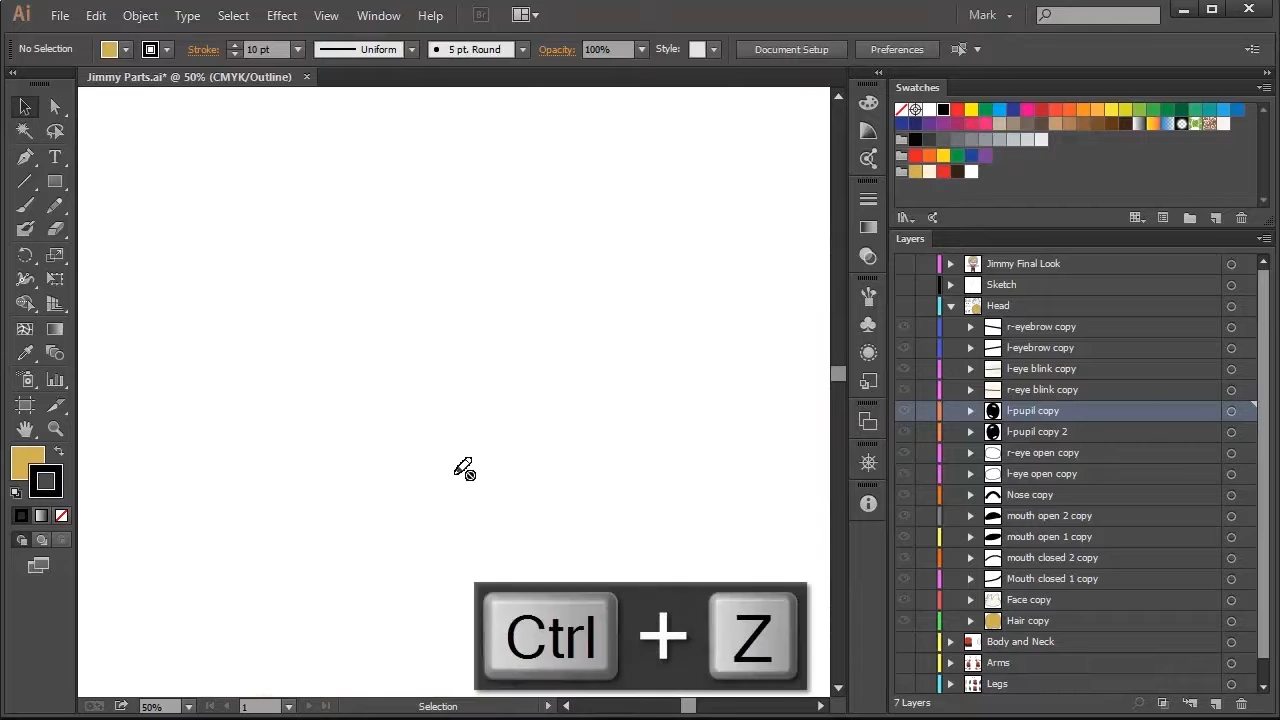 Ai File Edit Object Type Select Effect View Window Help Br Mark
No Selection Stroke: 10 pt Uniform 5 pt. Round Opacity: 100% Style: Document Setup Preferences
Jimmy Parts.ai* @ 50% (CMYK/Outline)
Swatches
Layers
Jimmy Final Look
Sketch
Head
r-eyebrow copy
l-eyebrow copy
l-eye blink copy
r-eye blink copy
l-pupil copy
l-pupil copy 2
r-eye open copy
l-eye open copy
Nose copy
mouth open 2 copy
mouth open 1 copy
mouth closed 2 copy
Mouth closed 1 copy
Face copy
Hair copy
Body and Neck
Arms
Legs
Ctrl + Z
50% 1 Selection 7 Layers